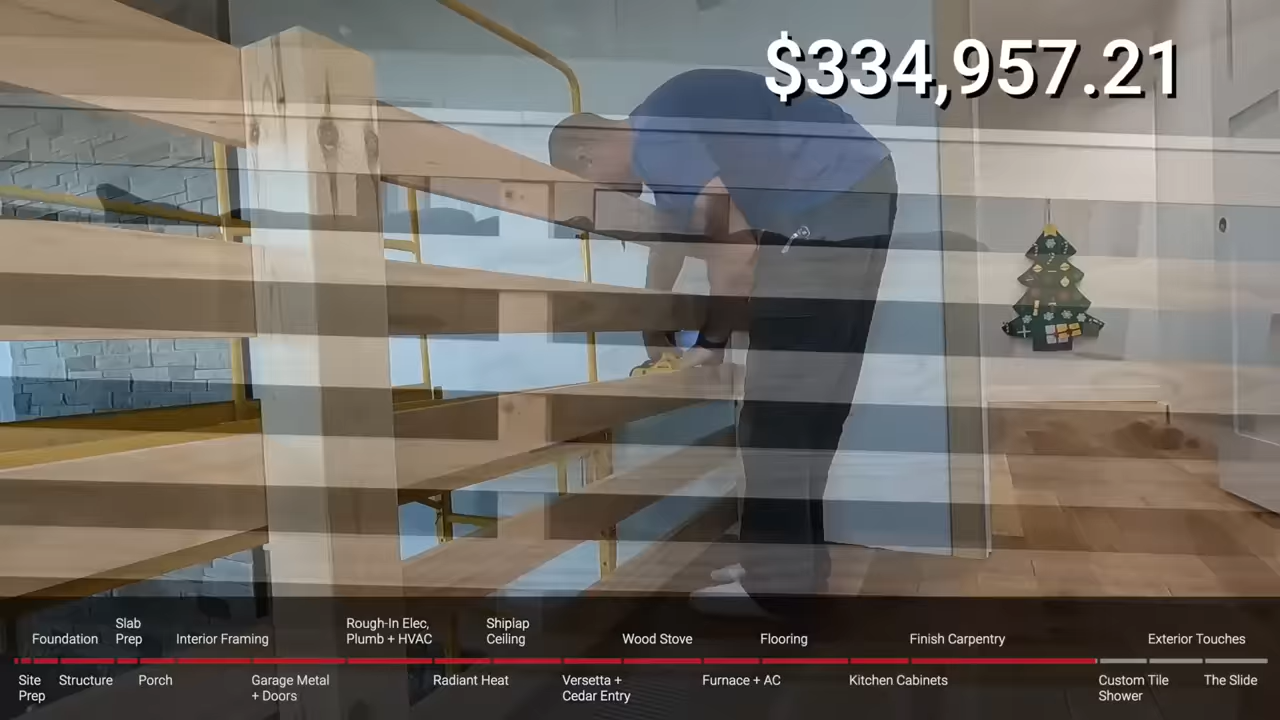 $334,957.21
Foundation
Slab
Prep
Interior Framing
Rough-In Elec,
Plumb + HVAC
Shiplap
Ceiling
Wood Stove
Flooring
Finish Carpentry
Exterior Touches
Site
Prep
Structure
Porch
Garage Metal
+ Doors
Radiant Heat
Versetta +
Cedar Entry
Furnace + AC
Kitchen Cabinets
Custom Tile
Shower
The Slide